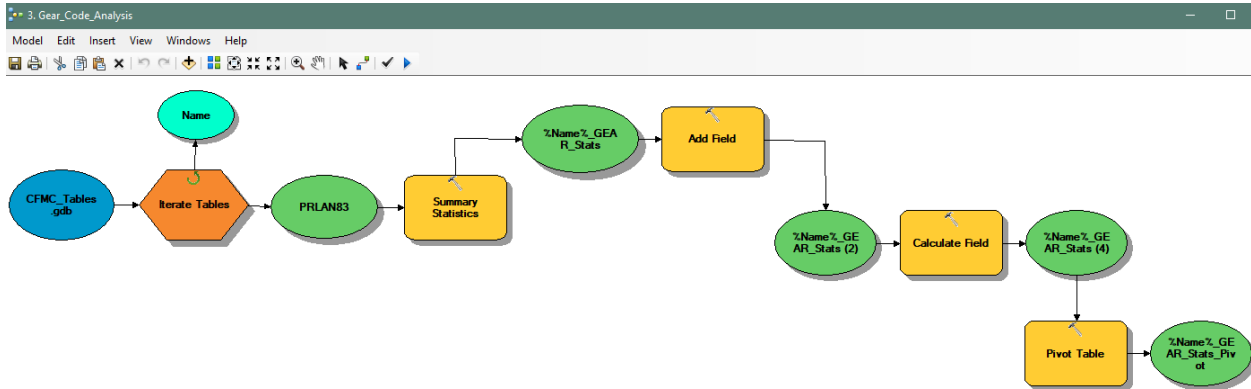 3. Gear_Code_Analysis
Model Edit Insert View Windows Help
Name
%Name%_GEA
R_Stats
Add Field
CFMC_Tables
.gdb
Iterate Tables
PRLAN83
Summary
Statistics
%Name%_GE
AR_Stats (2)
Calculate Field
%Name%_GE
AR_Stats (4)
Pivot Table
%Name%_GE
AR_Stats_Piv
ot